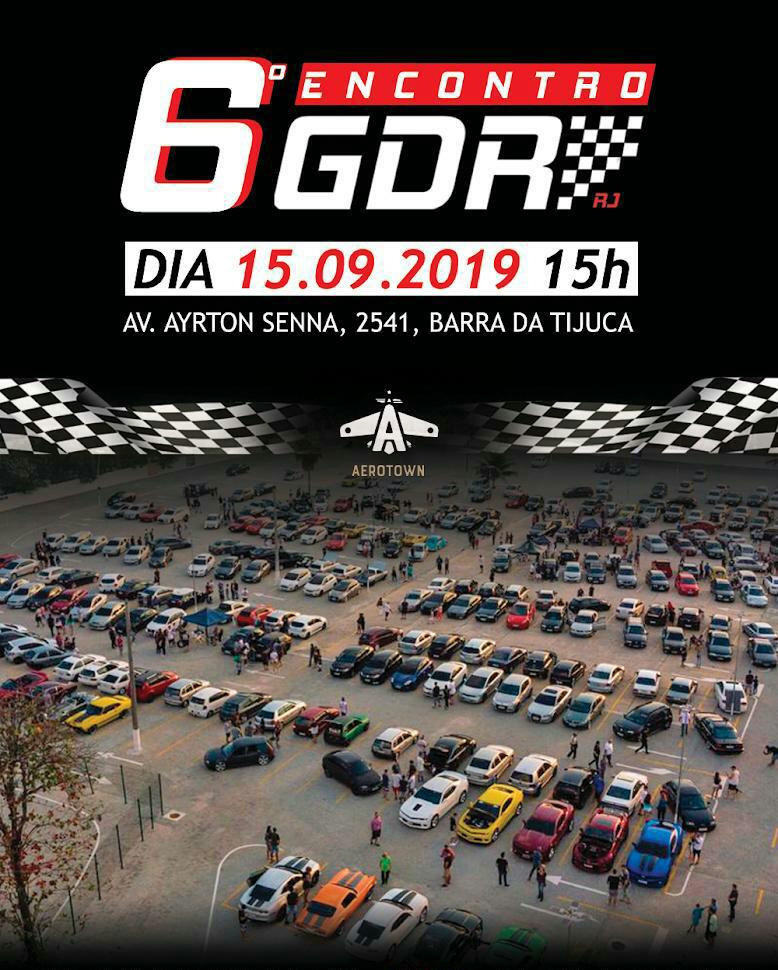 6º ENCONTRO
GDR RJ
DIA 15.09.2019 15h
AV. AYRTON SENNA, 2541, BARRA DA TIJUCA
A
AEROTOWN